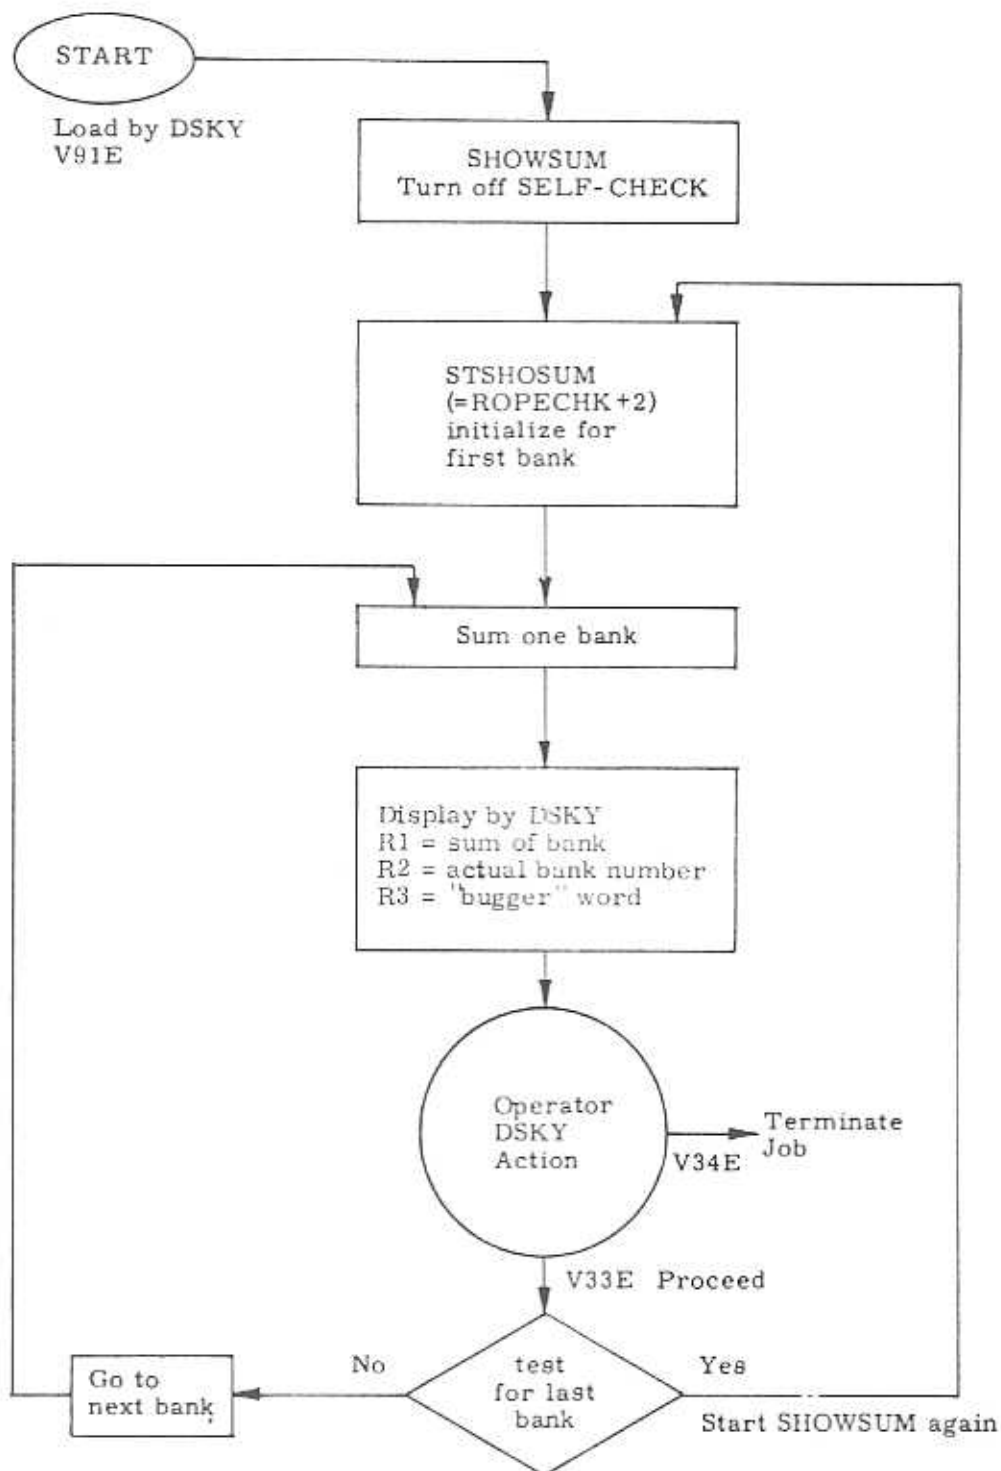 START
Load by DSKY
V91E
SHOWSUM
Turn off SELF-CHECK
STSHOSUM
(=ROPECHK+2)
initialize for
first bank
Sum one bank
Display by DSKY
R1 = sum of bank
R2 = actual bank number
R3 = "bugger" word
Operator
DSKY
Action
V34E
Terminate
Job
V33E Proceed
No
test
for last
bank
Yes
Go to
next bank
Start SHOWSUM again